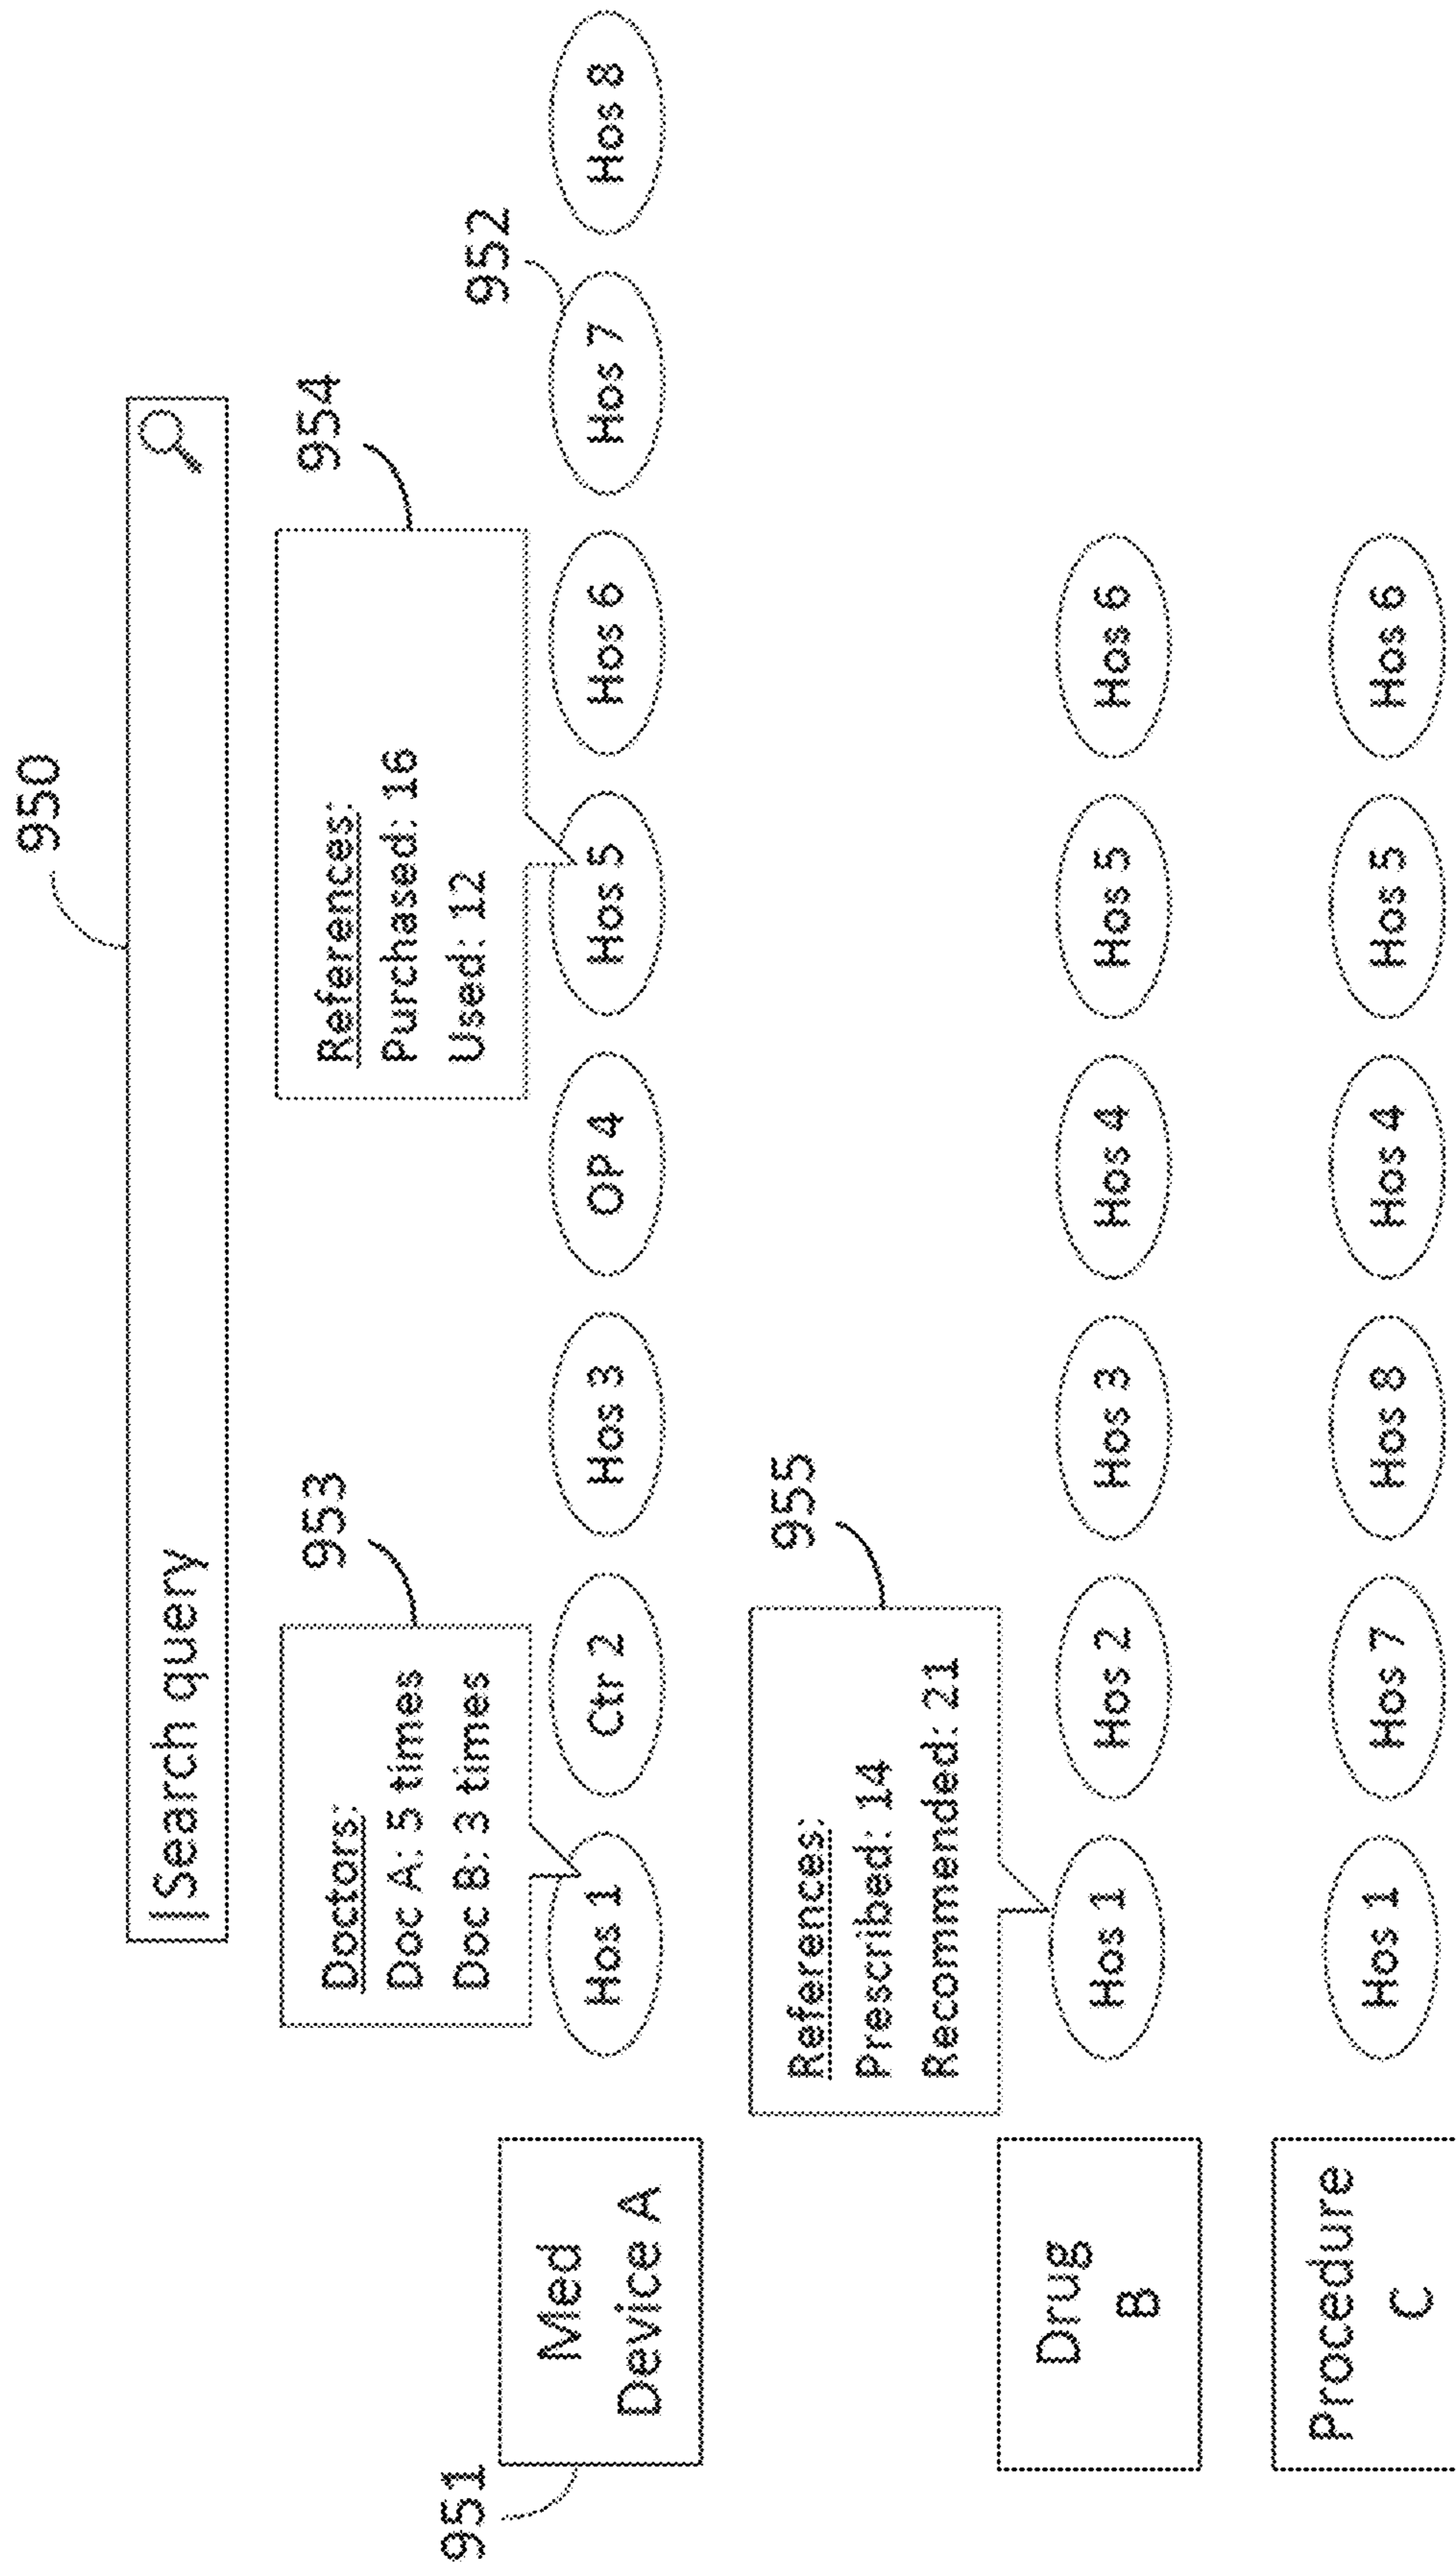 950
|Search query
953
954
Doctors:
Doc A: 5 times
Doc B: 3 times
References:
Purchased: 16
Used: 12
952
951
Med
Device A
Hos 1
Ctr 2
Hos 3
OP 4
Hos 5
Hos 6
Hos 7
Hos 8
955
References:
Prescribed: 14
Recommended: 21
Drug
B
Hos 1
Hos 2
Hos 3
Hos 4
Hos 5
Hos 6
Procedure
C
Hos 1
Hos 7
Hos 8
Hos 4
Hos 5
Hos 6